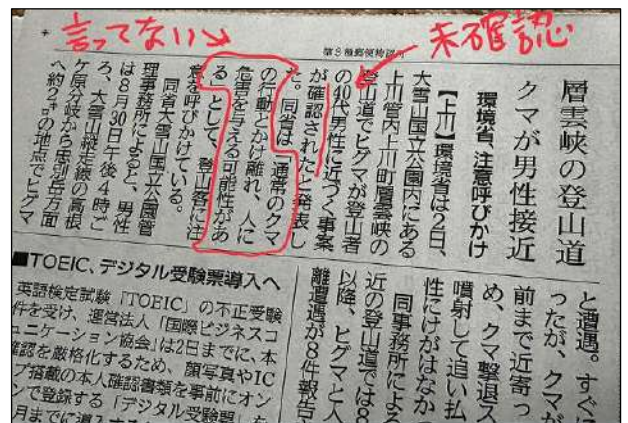 言ってない
未確認
第3種郵便物認可
層雲峡の登山道
クマが男性接近
環境省、注意呼びかけ
【上川】環境省は2日、
大雪山国立公園内にある
上川管内上川町層雲峡の
登山道でヒグマが登山者
の40代男性に近づく事案
が確認されたと発表し
た。同省は「通常のクマ
の行動とかけ離れ、人に
危害を与える可能性があ
る」として、登山客に注
意を呼びかけている。
同省大雪山国立公園管
理事務所によると、男性
は8月30日午後4時ご
ろ、大雪山縦走線の高根
ケ原分岐から忠別岳方面
へ約2㌔の地点でヒグマ
と遭遇。すぐに
ったが、クマが
前まで近寄っ
め、クマ撃退ス
噴射して追い払
性にけがはなか
同事務所による
近の登山道では8
以降、ヒグマと人
離遭遇が8件報告
■TOEIC、デジタル受験票導入へ
英語検定試験「TOEIC」の不正受験
件を受け、運営法人「国際ビジネスコ
ュニケーション協会」は2日までに、本
確認を厳格化するため、顔写真やIC
プ搭載の本人確認書類を事前にオン
ンで登録する「デジタル受験票」を
月までに導入する